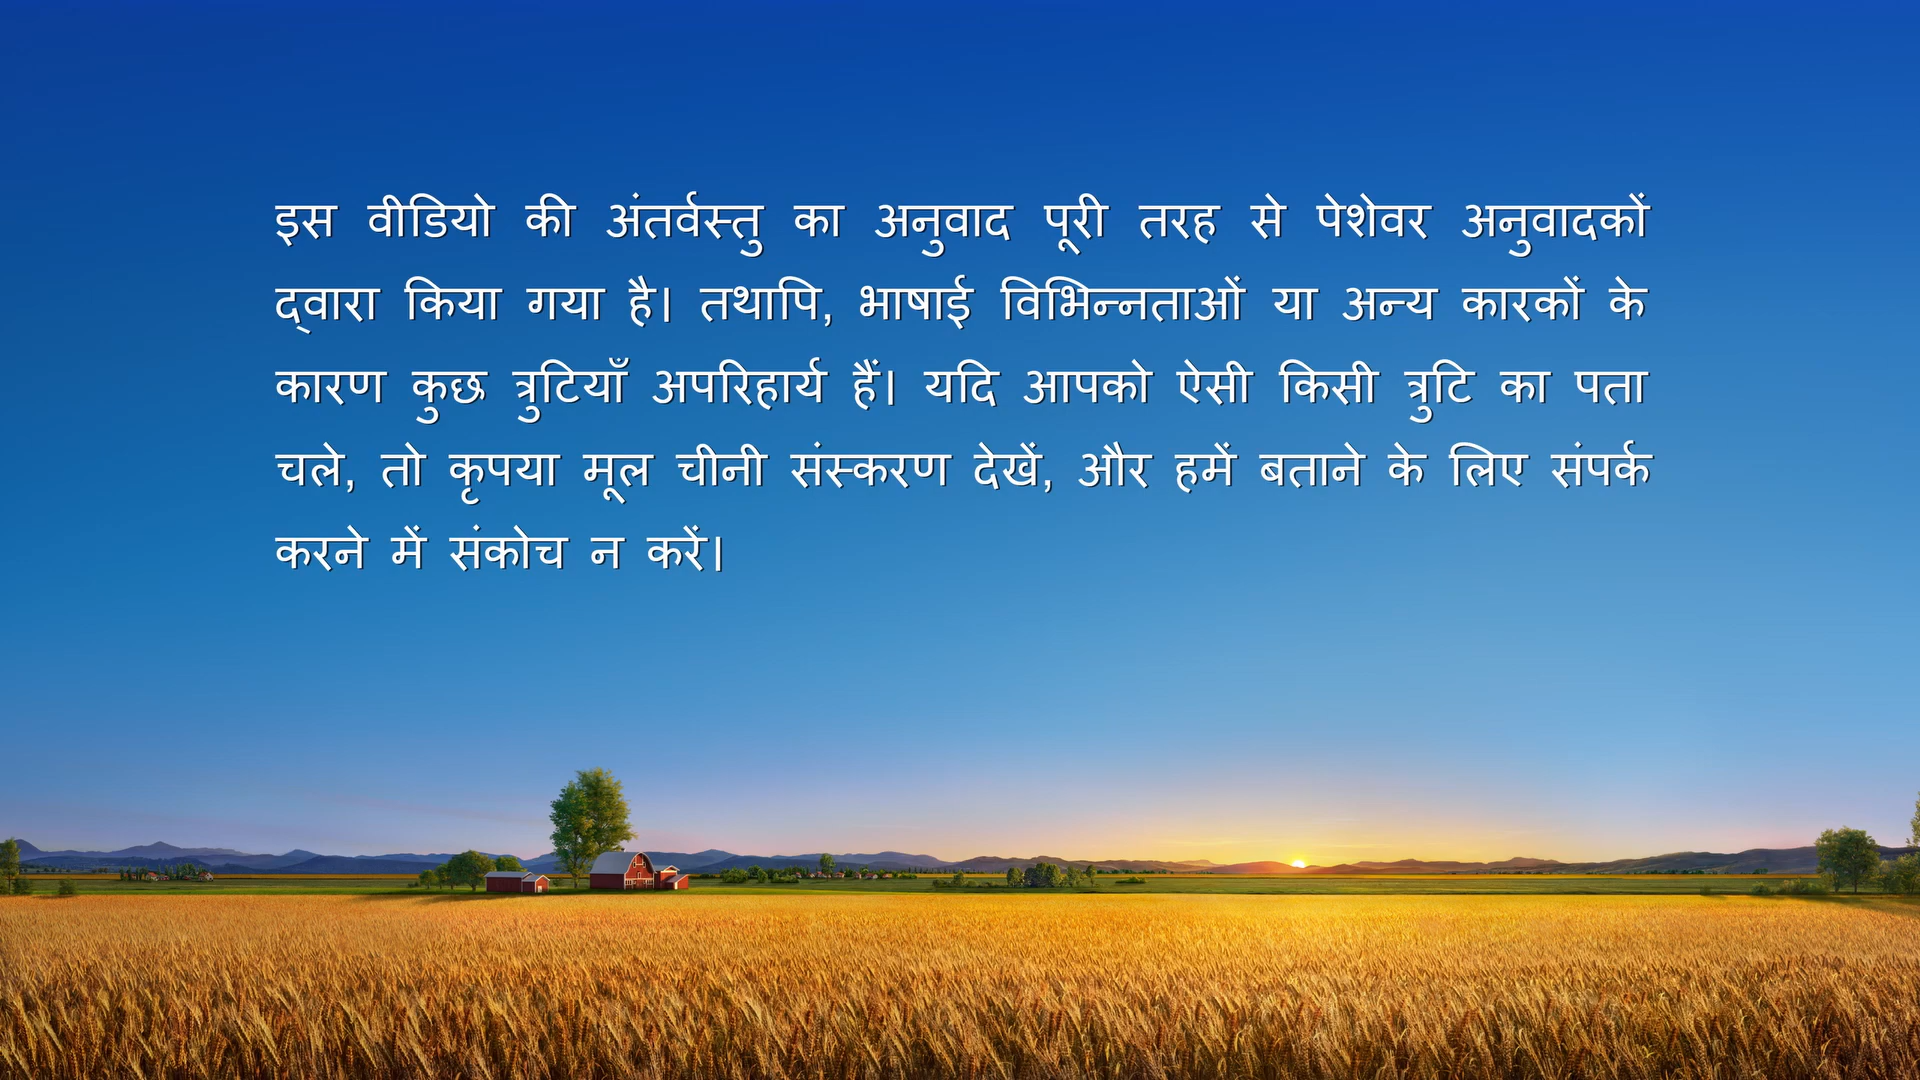 इस वीडियो की अंतर्वस्तु का अनुवाद पूरी तरह से पेशेवर अनुवादकों
द्वारा किया गया है। तथापि, भाषाई विभिन्नताओं या अन्य कारकों के
कारण कुछ त्रुटियाँ अपरिहार्य हैं। यदि आपको ऐसी किसी त्रुटि का पता
चले, तो कृपया मूल चीनी संस्करण देखें, और हमें बताने के लिए संपर्क
करने में संकोच न करें।